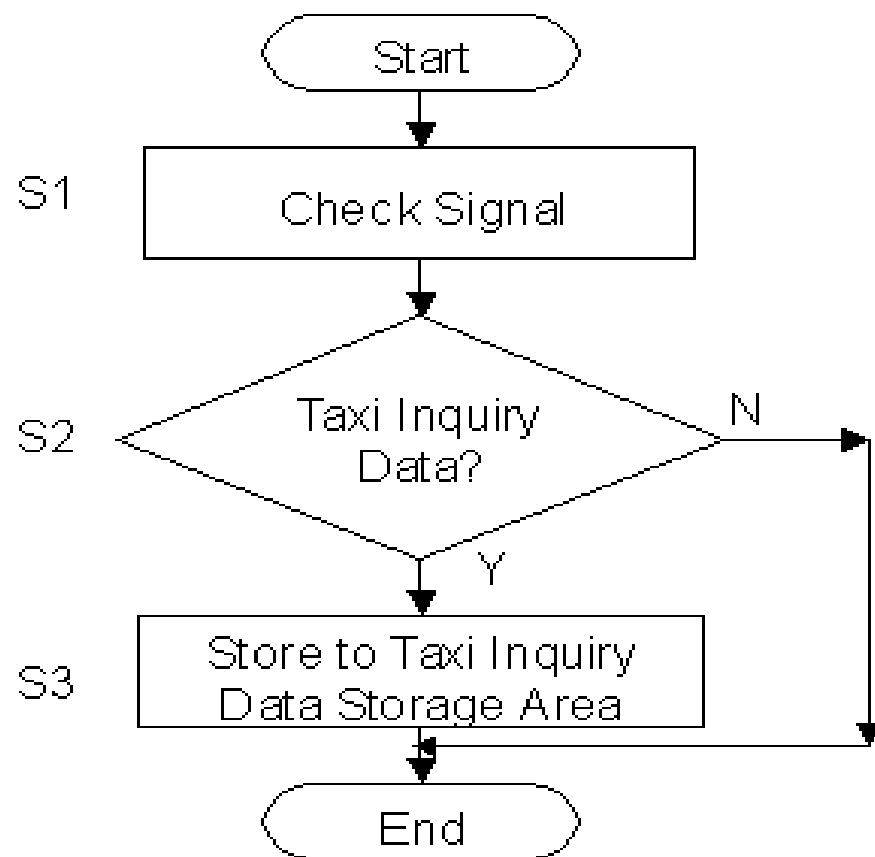 Start
S1
Check Signal
S2
Taxi Inquiry
Data?
N
Y
S3
Store to Taxi Inquiry
Data Storage Area
End